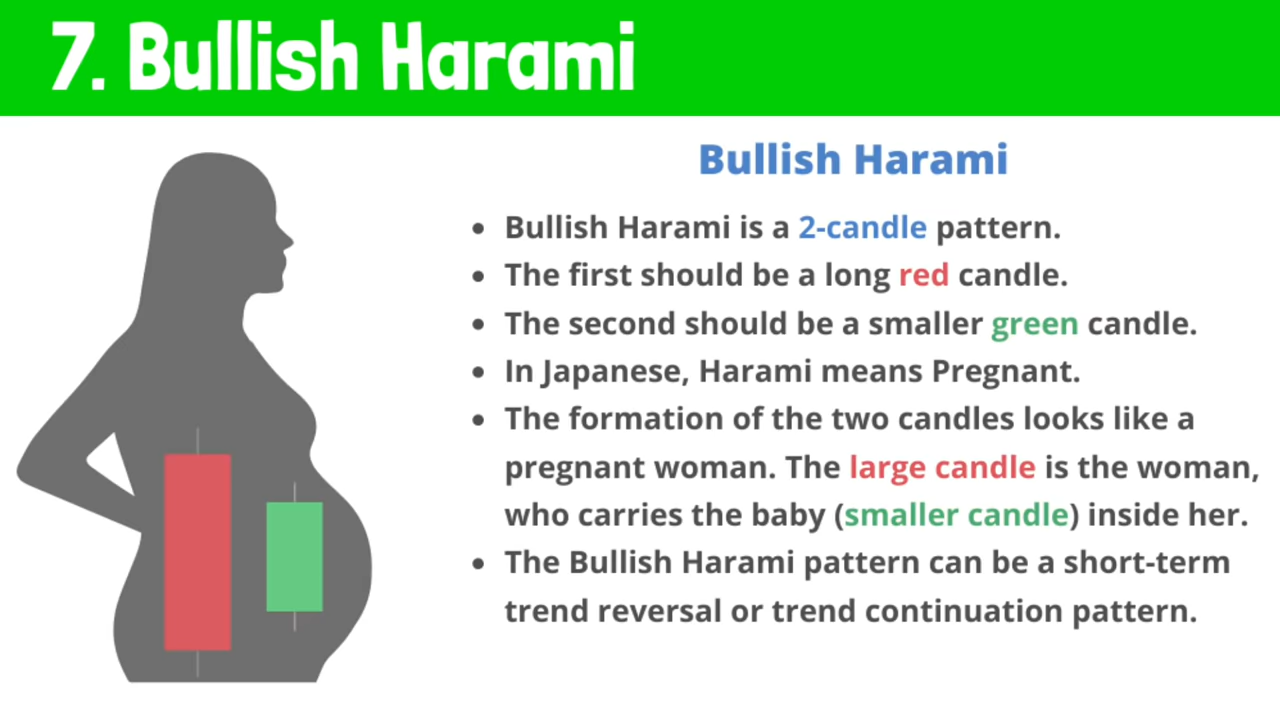 7. Bullish Harami
Bullish Harami
• Bullish Harami is a 2-candle pattern.
• The first should be a long red candle.
• The second should be a smaller green candle.
• In Japanese, Harami means Pregnant.
• The formation of the two candles looks like a
pregnant woman. The large candle is the woman,
who carries the baby (smaller candle) inside her.
• The Bullish Harami pattern can be a short-term
trend reversal or trend continuation pattern.